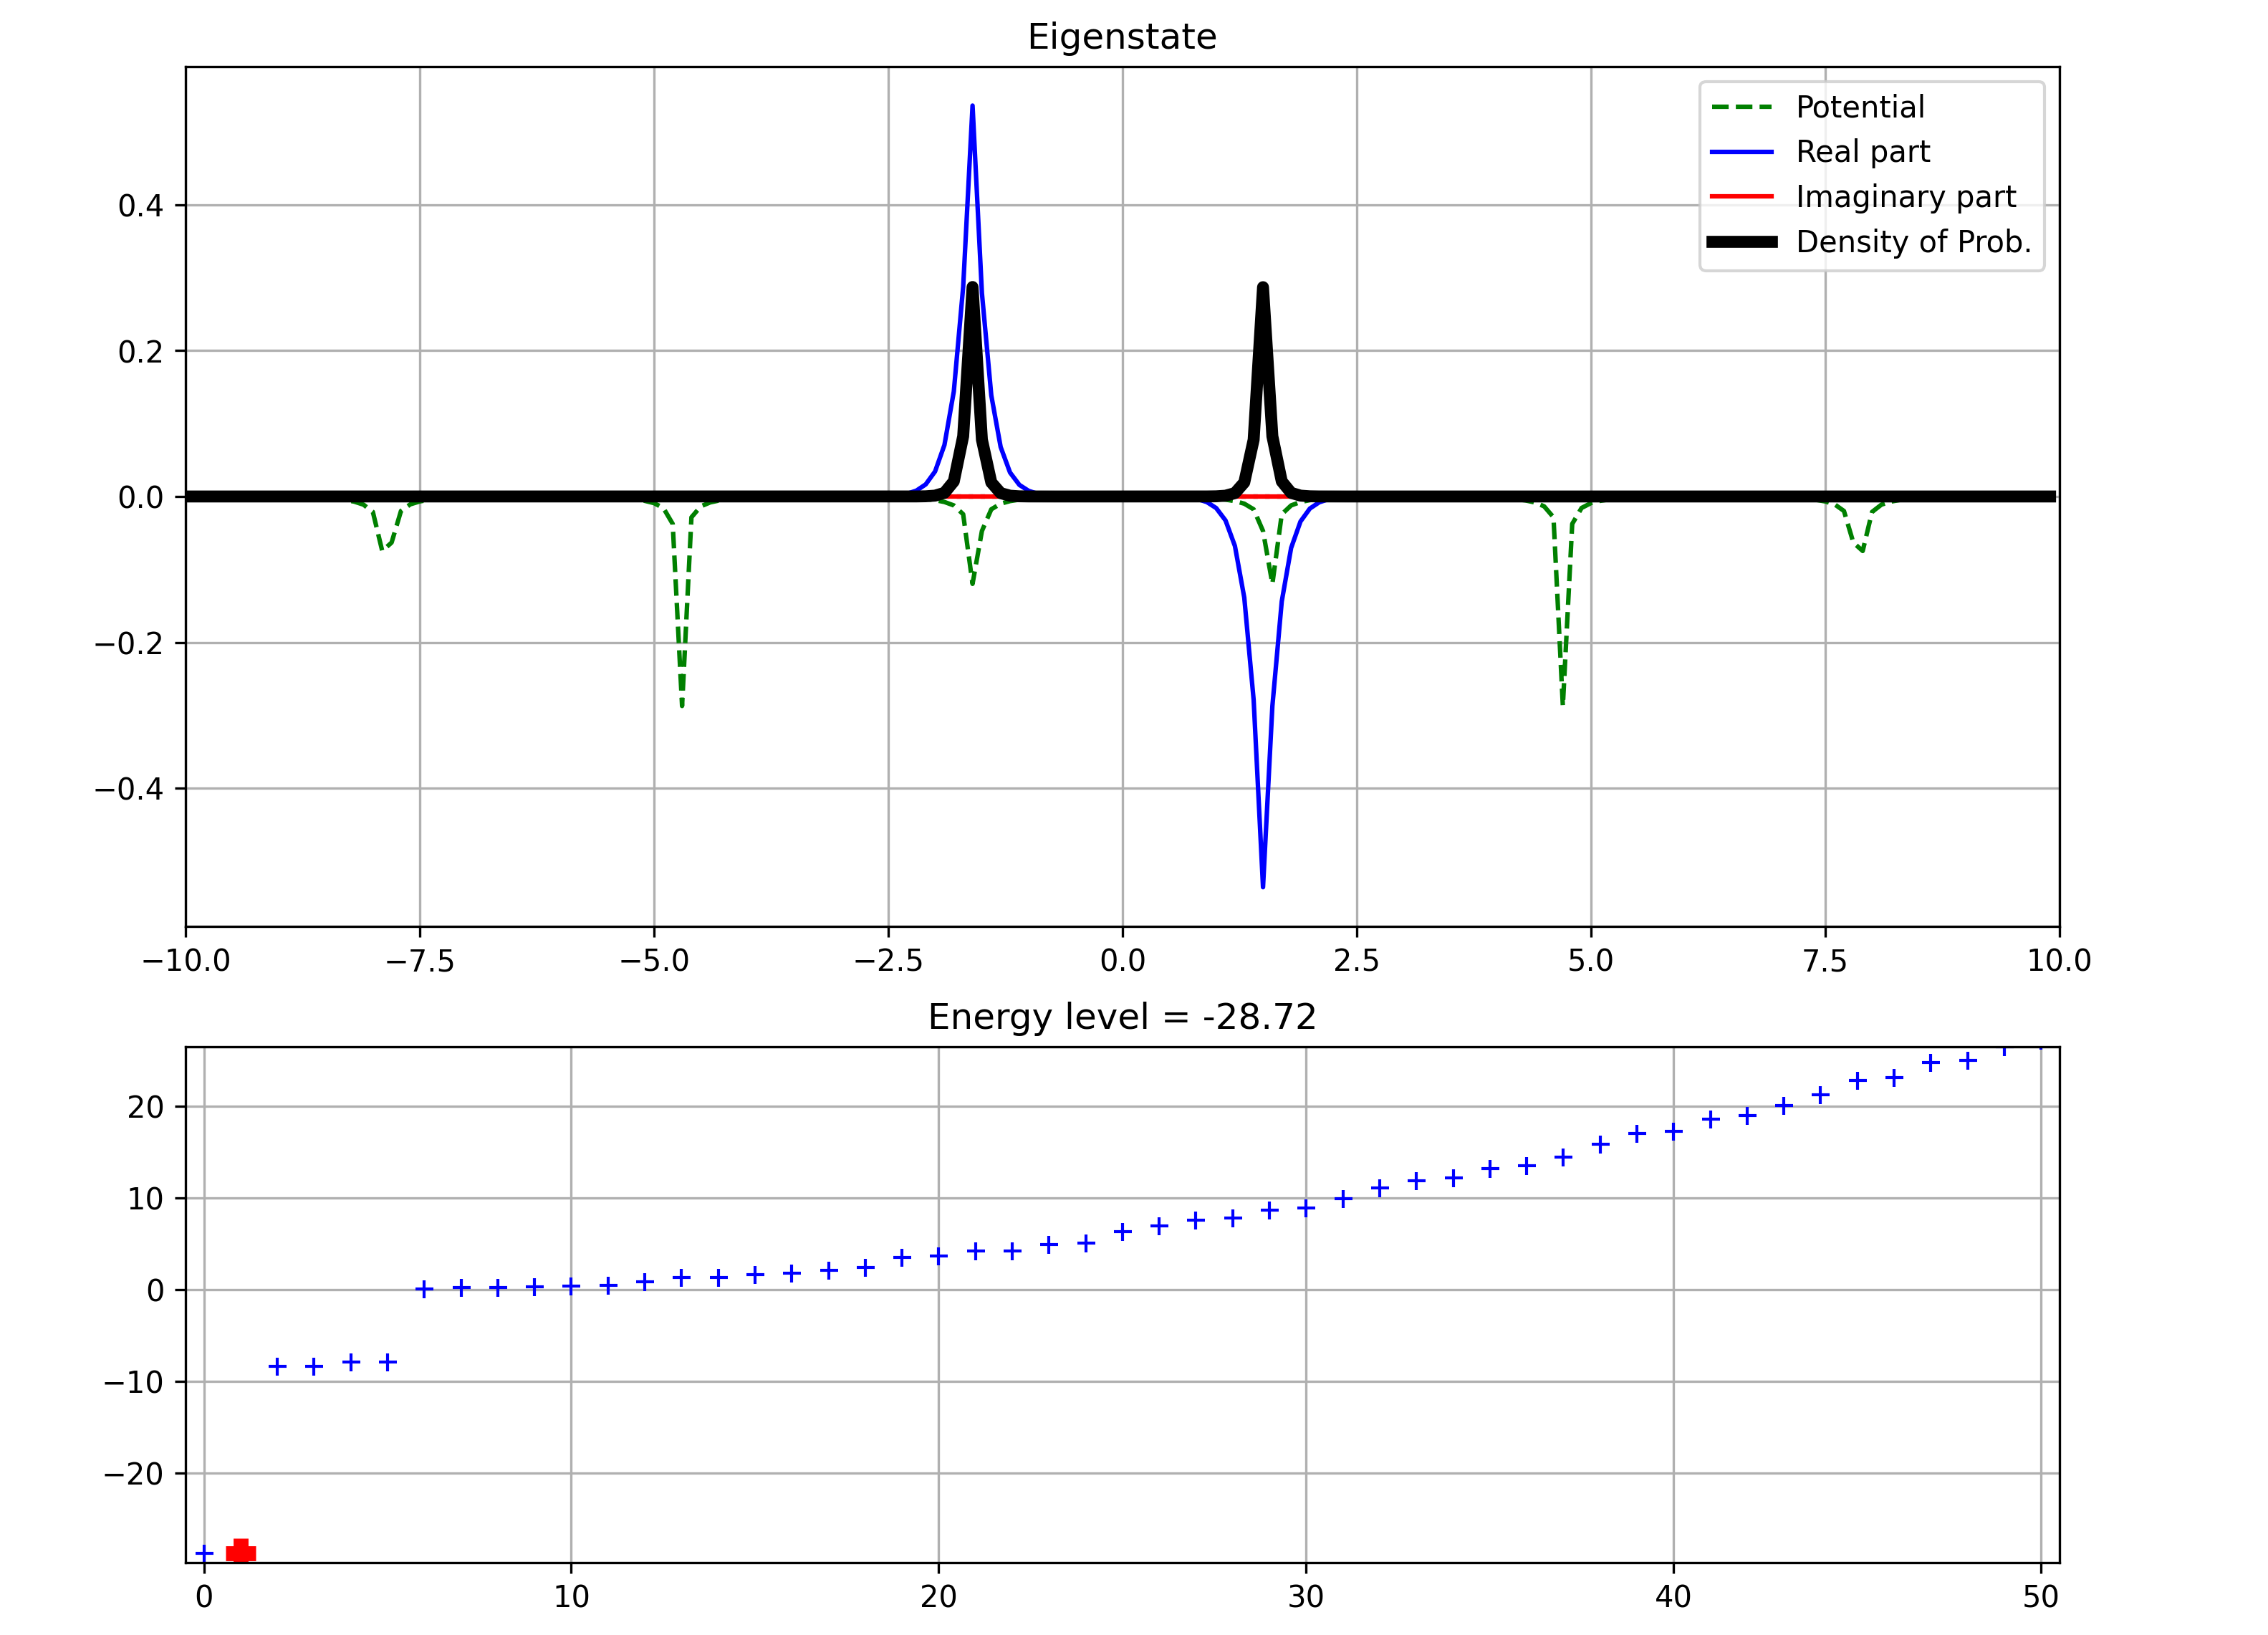 Eigenstate
Potential
Real part
Imaginary part
Density of Prob.
0.4
0.2
0.0
−0.2
−0.4
−10.0 −7.5 −5.0 −2.5 0.0 2.5 5.0 7.5 10.0
Energy level = -28.72
20
10
0
−10
−20
0 10 20 30 40 50